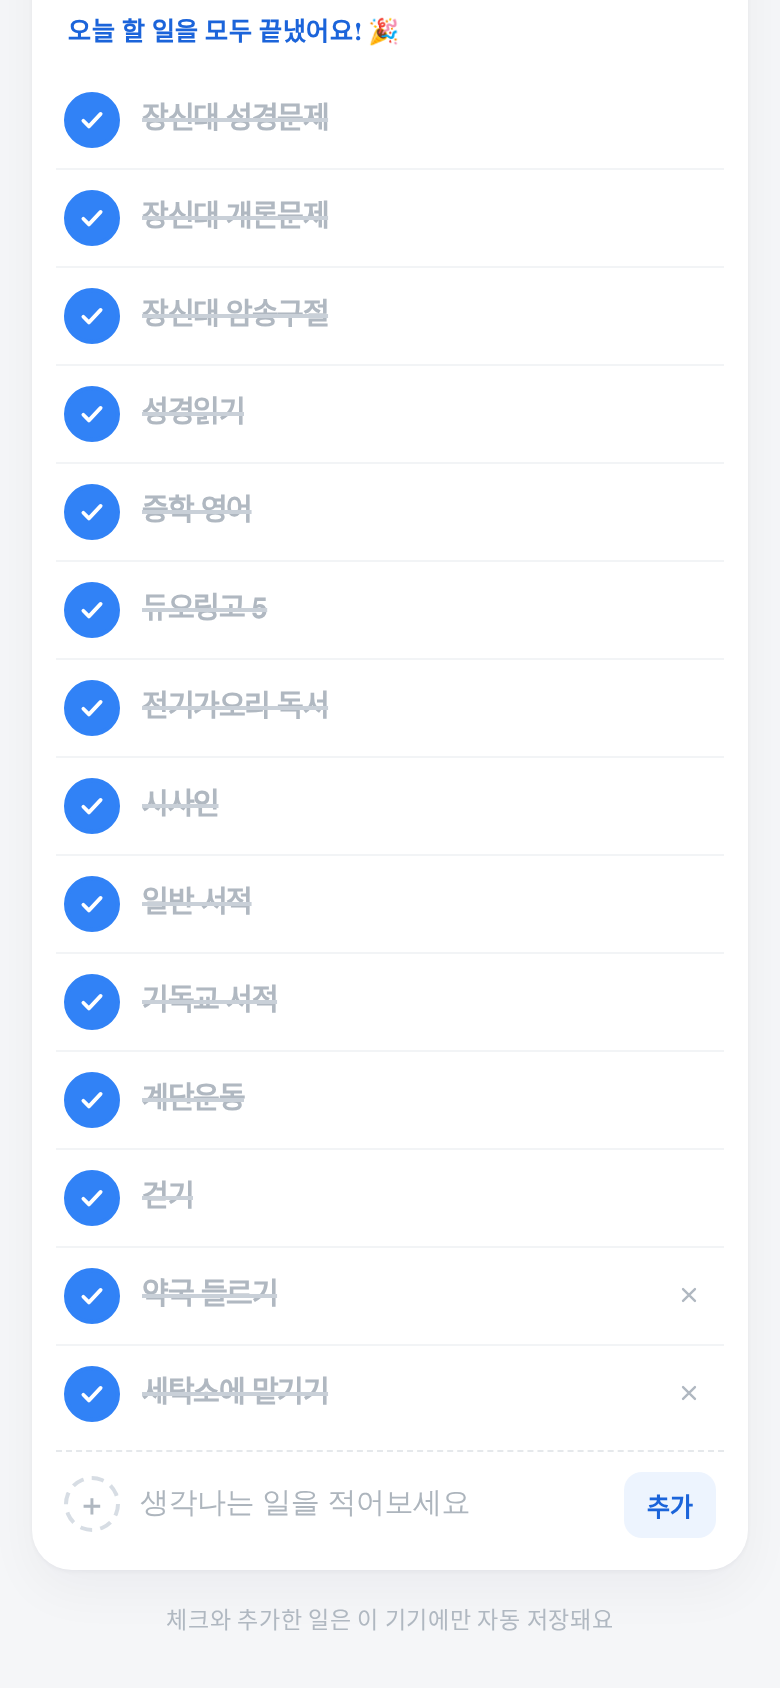 오늘 할 일을 모두 끝냈어요! 🎉
장신대 성경문제
장신대 개론문제
장신대 암송구절
성경읽기
증학 영어
듀오링고 5
전기가오리 독서
시사인
일반 서적
기독교 서적
계단운동
걷기
약국 들르기
세탁소에 맡기기
생각나는 일을 적어보세요
추가
체크와 추가한 일은 이 기기에만 자동 저장돼요